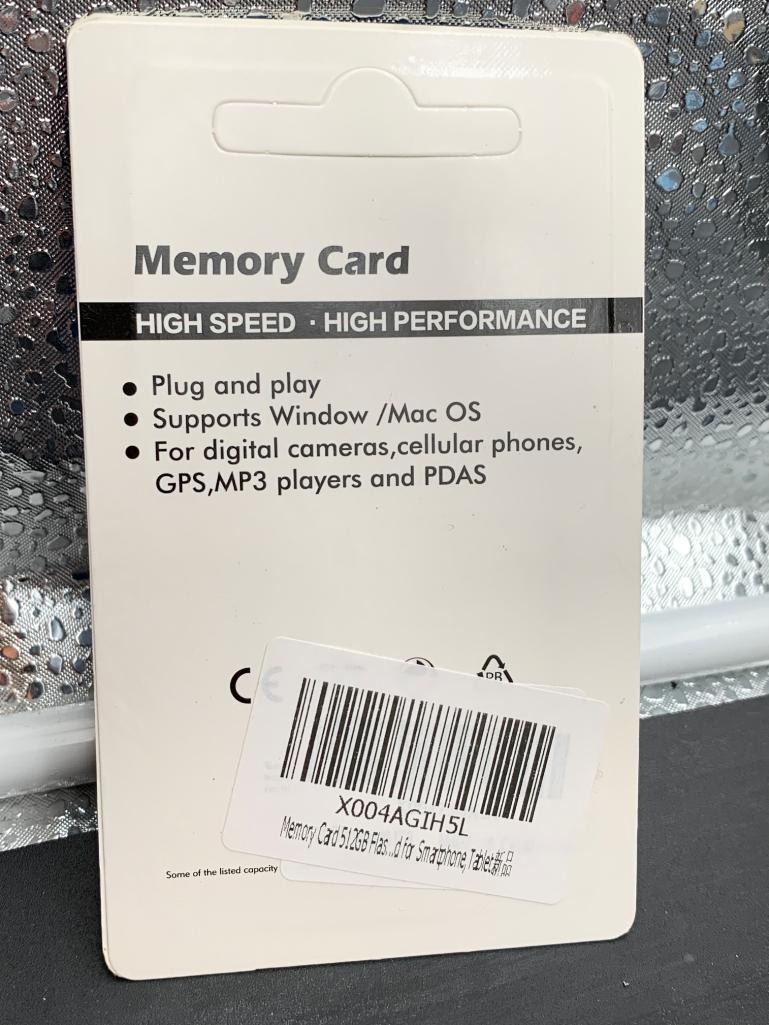 Memory Card
HIGH SPEED · HIGH PERFORMANCE
● Plug and play
● Supports Window /Mac OS
● For digital cameras,cellular phones,
GPS,MP3 players and PDAS
CE
X004AGIH5L
Memory Card 512GB Flas...d for Smartphone, Tablet新品
Some of the listed capacity